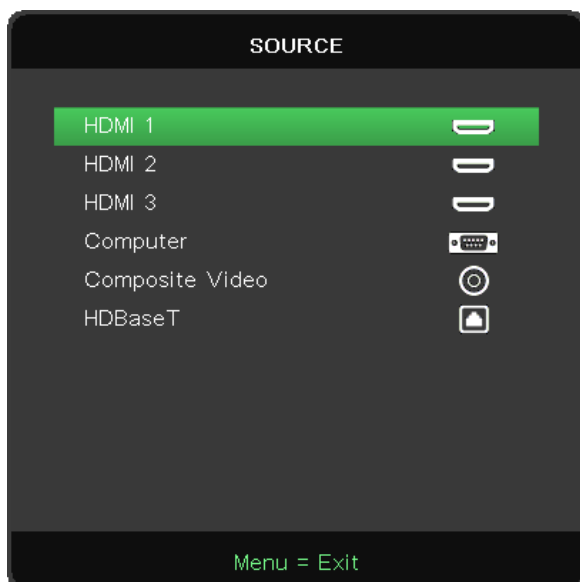 SOURCE
HDMI 1
HDMI 2
HDMI 3
Computer
Composite Video
HDBaseT
Menu = Exit